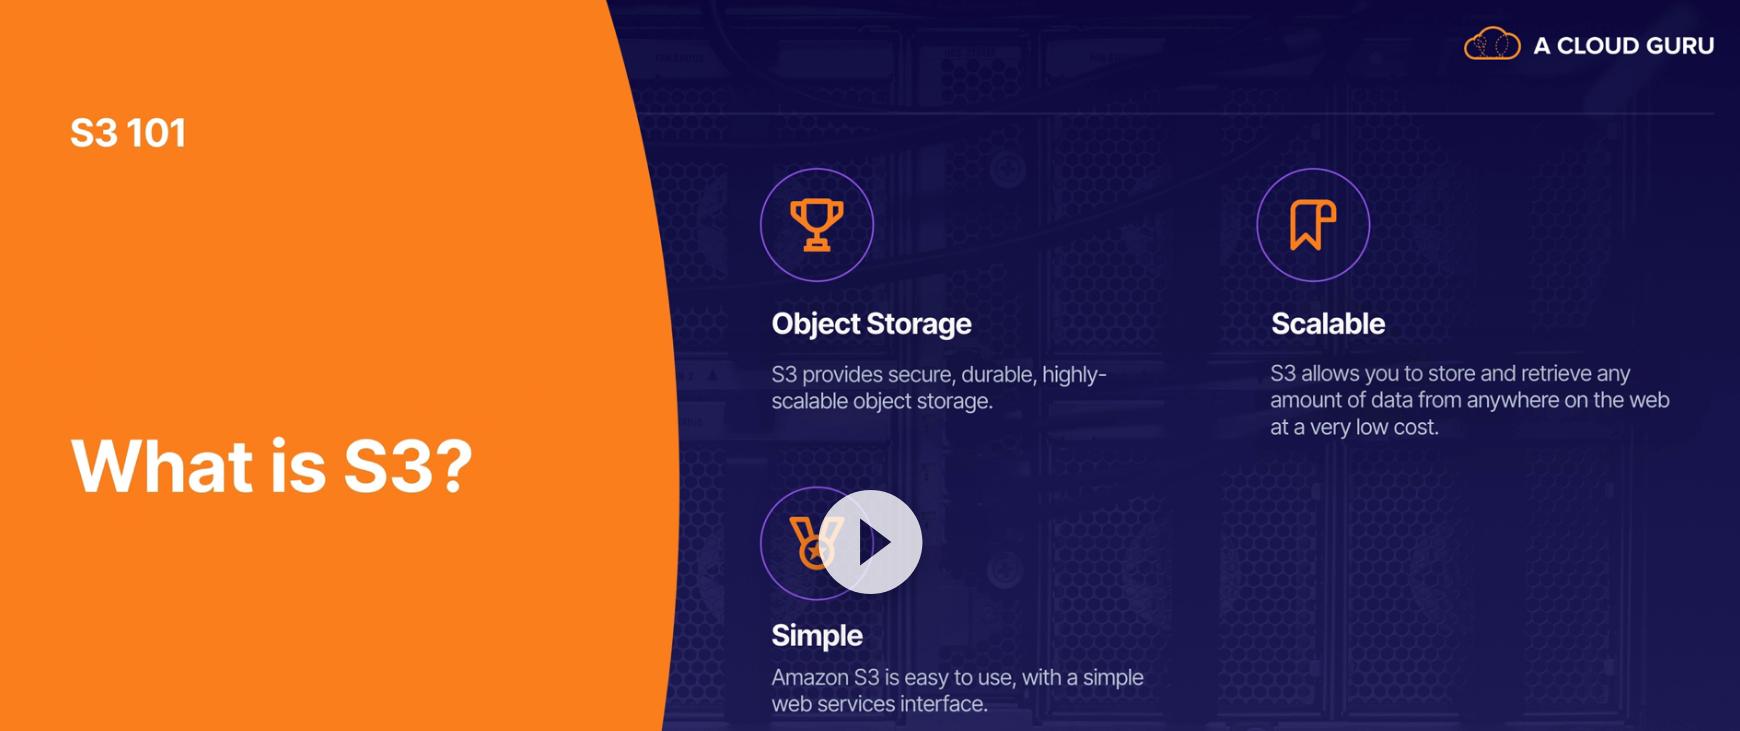 A CLOUD GURU
S3 101
What is S3?
Object Storage
S3 provides secure, durable, highly-
scalable object storage.
Scalable
S3 allows you to store and retrieve any
amount of data from anywhere on the web
at a very low cost.
Simple
Amazon S3 is easy to use, with a simple
web services interface.